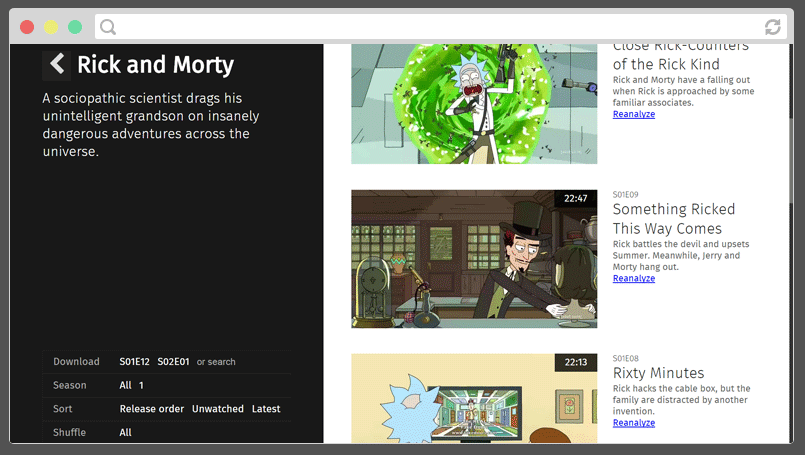 Rick and Morty
A sociopathic scientist drags his
unintelligent grandson on insanely
dangerous adventures across the
universe.
Download S01E12 S02E01 or search
Season All 1
Sort Release order Unwatched Latest
Shuffle All
Close Rick-Counters
of the Rick Kind
Rick and Morty have a falling out
when Rick is approached by some
familiar associates.
Reanalyze
22:47
S01E09
Something Ricked
This Way Comes
Rick battles the devil and upsets
Summer. Meanwhile, Jerry and
Morty hang out.
Reanalyze
22:13
S01E08
Rixty Minutes
Rick hacks the cable box, but the
family are distracted by another
invention.
Reanalyze